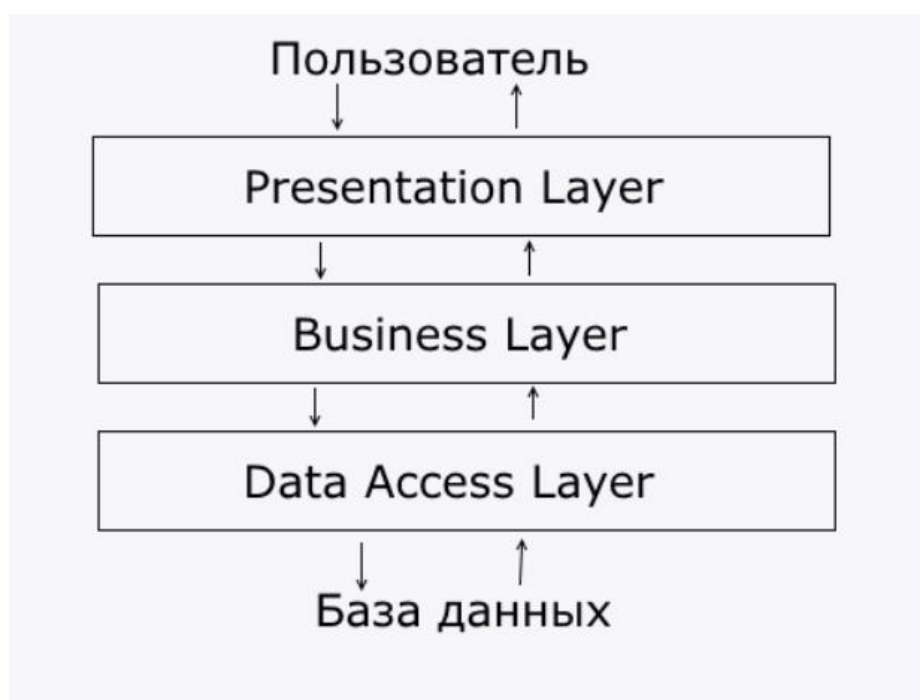 Пользователь
Presentation Layer
Business Layer
Data Access Layer
База данных